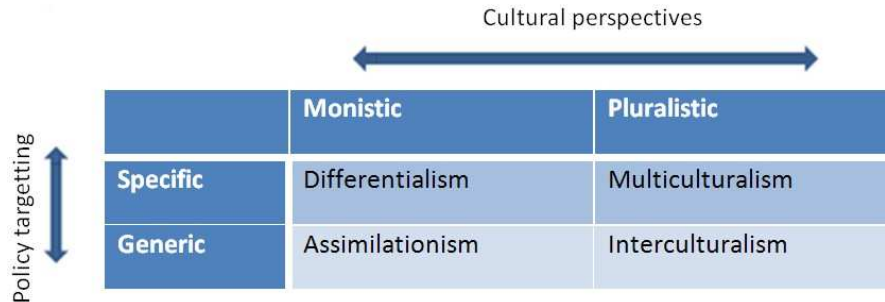 Cultural perspectives
Monistic Pluralistic
Policy targetting
Specific Differentialism Multiculturalism
Generic Assimilationism Interculturalism